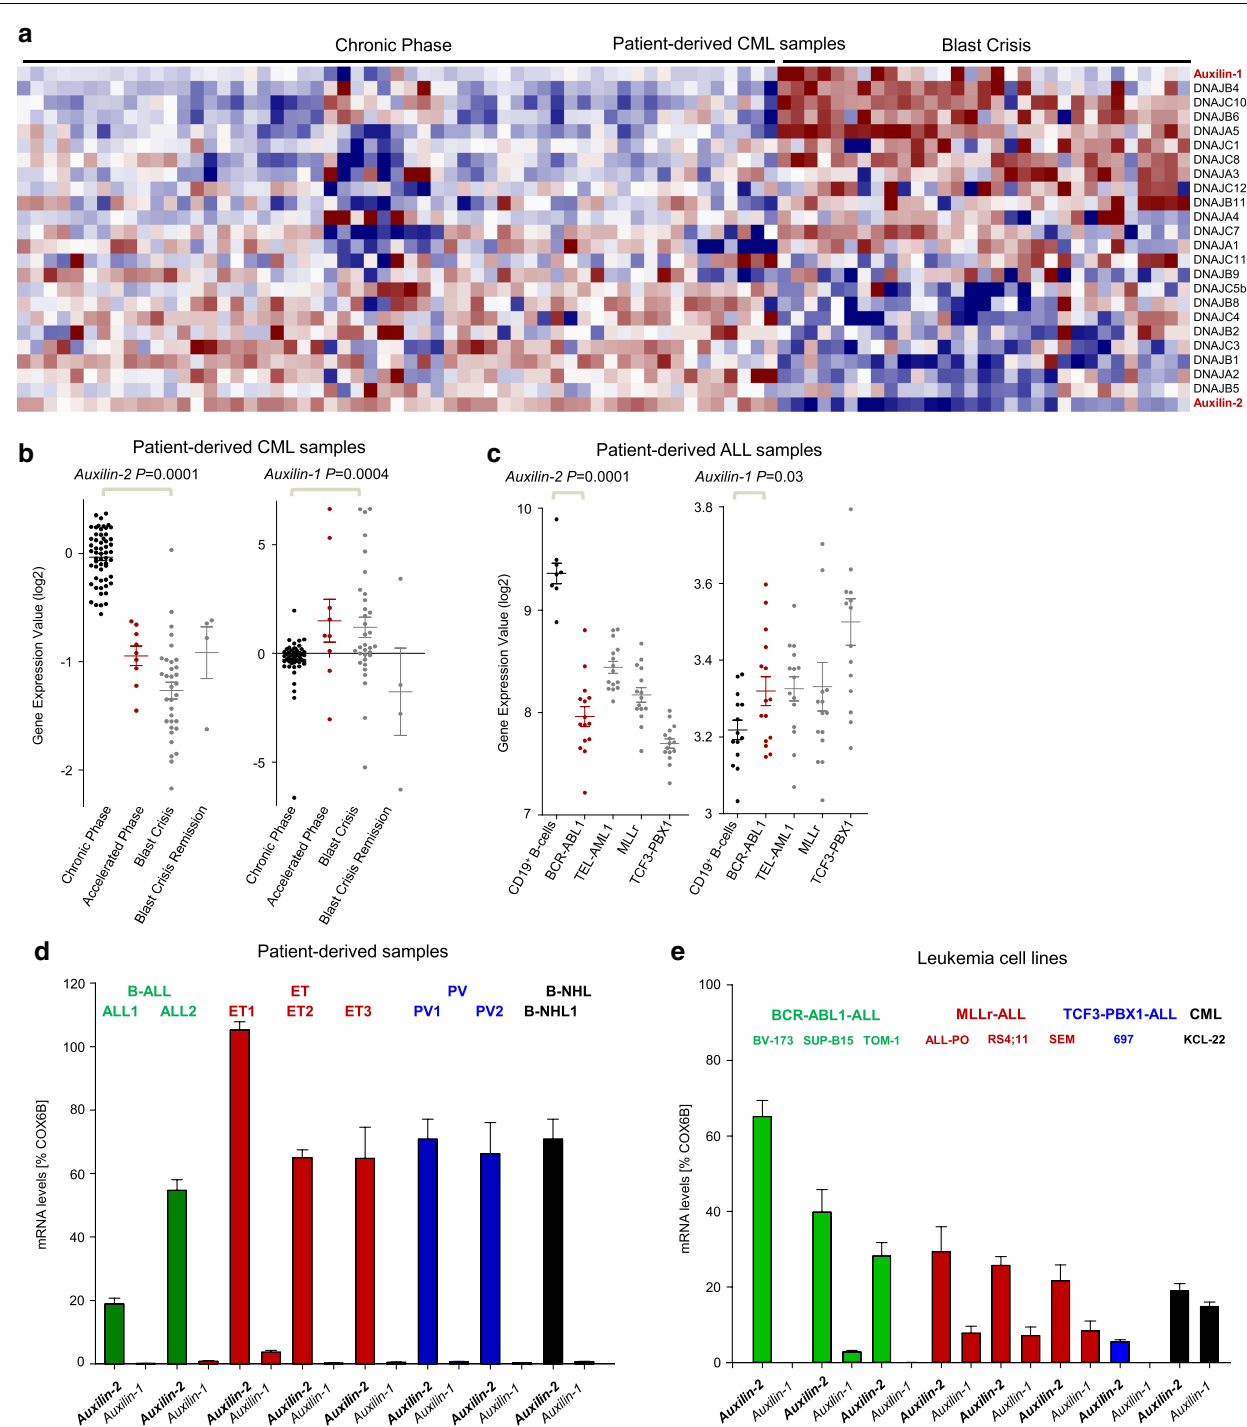 a
Chronic Phase
Patient-derived CML samples
Blast Crisis
Auxilin-1
DNAJB4
DNAJC10
DNAJB6
DNAJA5
DNAJC1
DNAJC8
DNAJA3
DNAJC12
DNAJB11
DNAJA4
DNAJC7
DNAJA1
DNAJC11
DNAJB9
DNAJC5b
DNAJB8
DNAJC4
DNAJB2
DNAJC3
DNAJB1
DNAJA2
DNAJB5
Auxilin-2
b
Patient-derived CML samples
Auxilin-2 P=0.0001
Auxilin-1 P=0.0004
Gene Expression Value (log2)
0
-1
-2
5
0
-5
Chronic Phase
Accelerated Phase
Blast Crisis
Blast Crisis Remission
Chronic Phase
Accelerated Phase
Blast Crisis
Blast Crisis Remission
c
Patient-derived ALL samples
Auxilin-2 P=0.0001
Auxilin-1 P=0.03
Gene Expression Value (log2)
10
9
8
7
3.8
3.6
3.4
3.2
3
CD19+ B-cells
BCR-ABL1
TEL-AML1
MLLr
TCF3-PBX1
CD19+ B-cells
BCR-ABL1
TEL-AML1
MLLr
TCF3-PBX1
d
Patient-derived samples
B-ALL
ET
PV
B-NHL
ALL1
ALL2
ET1
ET2
ET3
PV1
PV2
B-NHL1
mRNA levels [% COX6B]
120
100
80
60
40
20
0
Auxilin-2
Auxilin-1
Auxilin-2
Auxilin-1
Auxilin-2
Auxilin-1
Auxilin-2
Auxilin-1
Auxilin-2
Auxilin-1
Auxilin-2
Auxilin-1
Auxilin-2
Auxilin-1
Auxilin-2
Auxilin-1
e
Leukemia cell lines
BCR-ABL1-ALL
MLLr-ALL
TCF3-PBX1-ALL
CML
BV-173
SUP-B15
TOM-1
ALL-PO
RS4;11
SEM
697
KCL-22
mRNA levels [% COX6B]
100
80
60
40
20
0
Auxilin-2
Auxilin-1
Auxilin-2
Auxilin-1
Auxilin-2
Auxilin-1
Auxilin-2
Auxilin-1
Auxilin-2
Auxilin-1
Auxilin-2
Auxilin-1
Auxilin-2
Auxilin-1
Auxilin-2
Auxilin-1